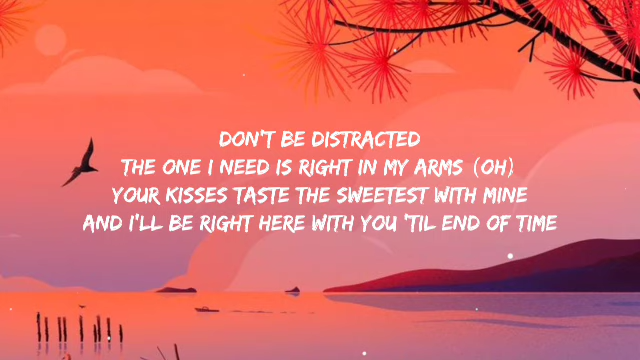 DON'T BE DISTRACTED
THE ONE I NEED IS RIGHT IN MY ARMS (OH)
YOUR KISSES TASTE THE SWEETEST WITH MINE
AND I'LL BE RIGHT HERE WITH YOU 'TIL END OF TIME